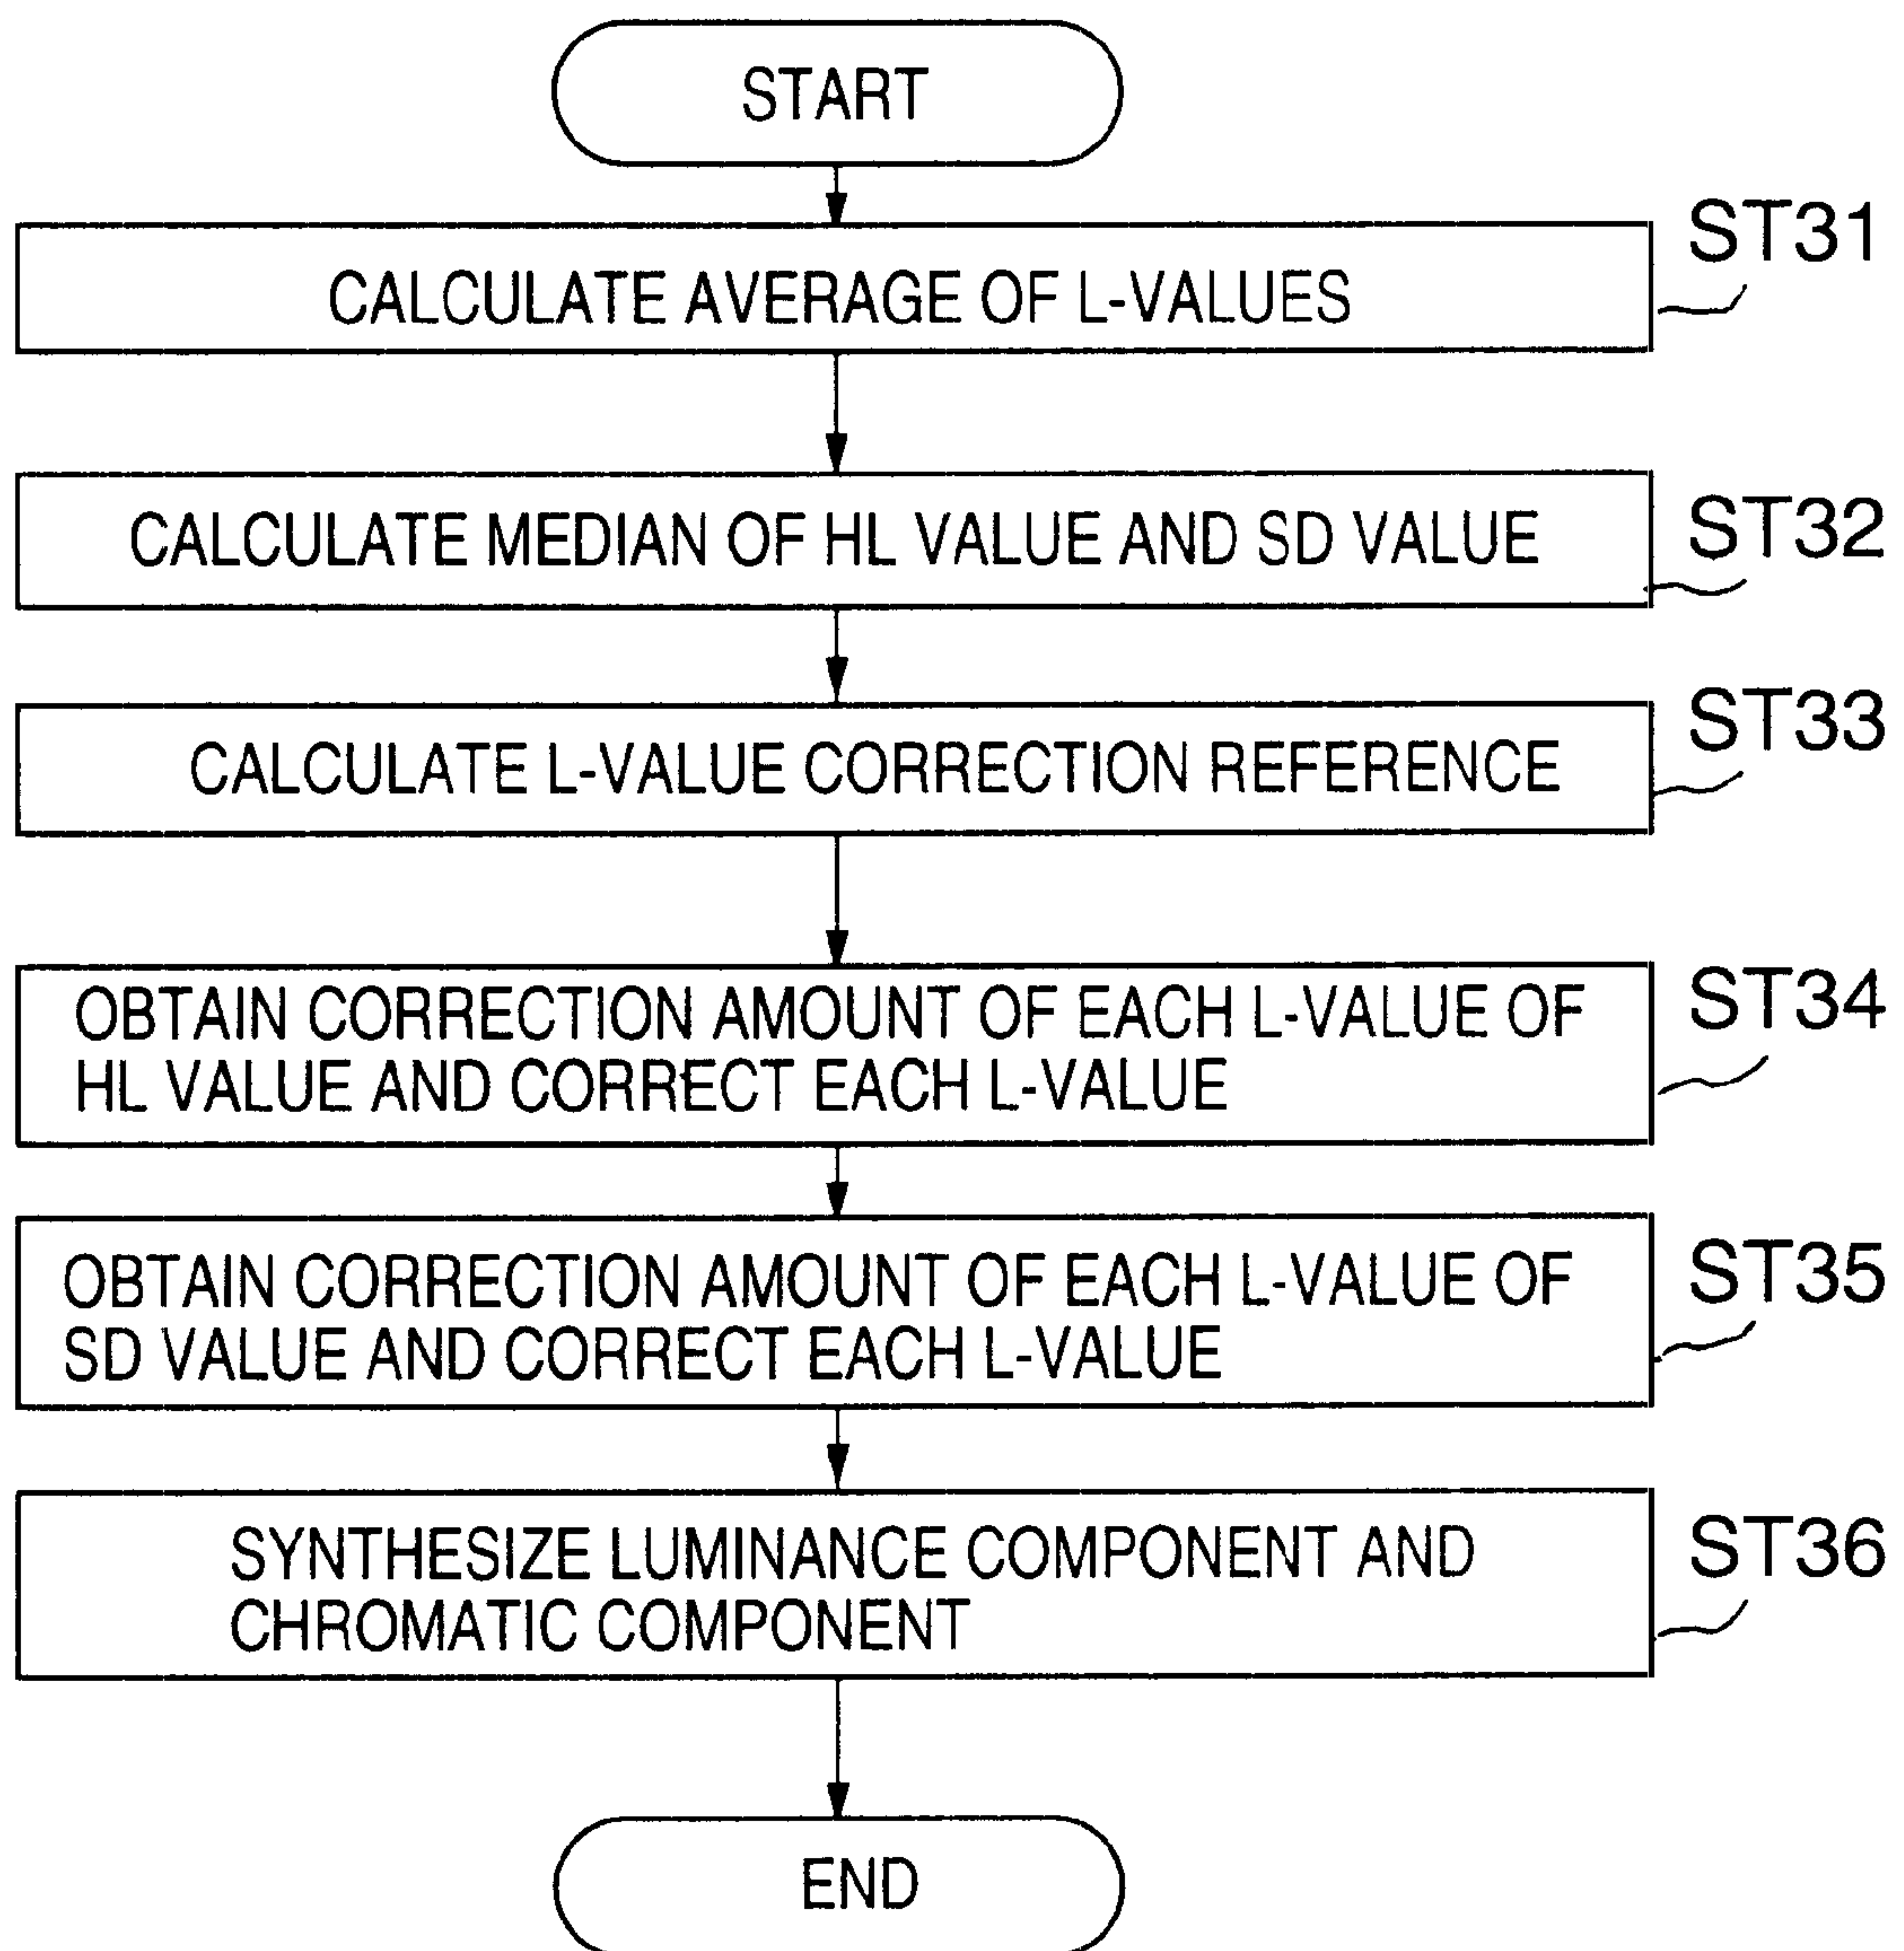 START
ST31
CALCULATE AVERAGE OF L-VALUES
ST32
CALCULATE MEDIAN OF HL VALUE AND SD VALUE
ST33
CALCULATE L-VALUE CORRECTION REFERENCE
ST34
OBTAIN CORRECTION AMOUNT OF EACH L-VALUE OF
HL VALUE AND CORRECT EACH L-VALUE
ST35
OBTAIN CORRECTION AMOUNT OF EACH L-VALUE OF
SD VALUE AND CORRECT EACH L-VALUE
ST36
SYNTHESIZE LUMINANCE COMPONENT AND
CHROMATIC COMPONENT
END